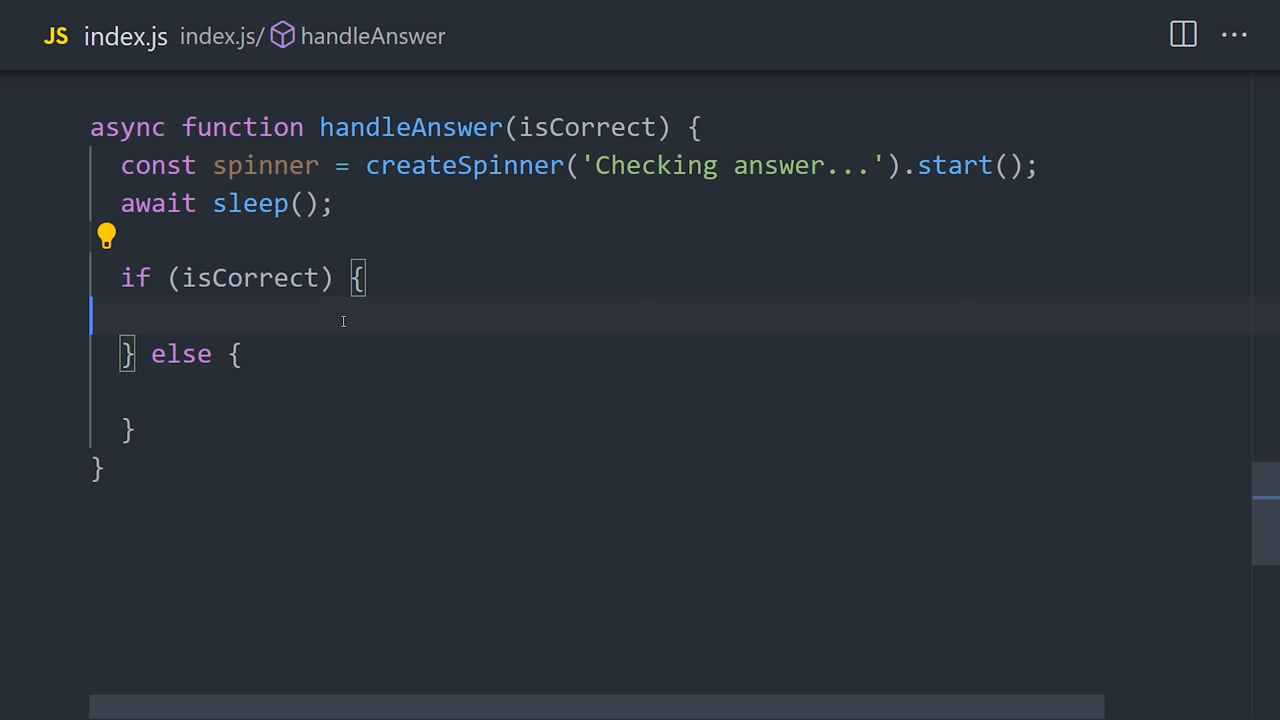 JS index.js index.js/ handleAnswer ...
async function handleAnswer(isCorrect) {
  const spinner = createSpinner('Checking answer...').start();
  await sleep();
  if (isCorrect) {
  } else {
  }
}